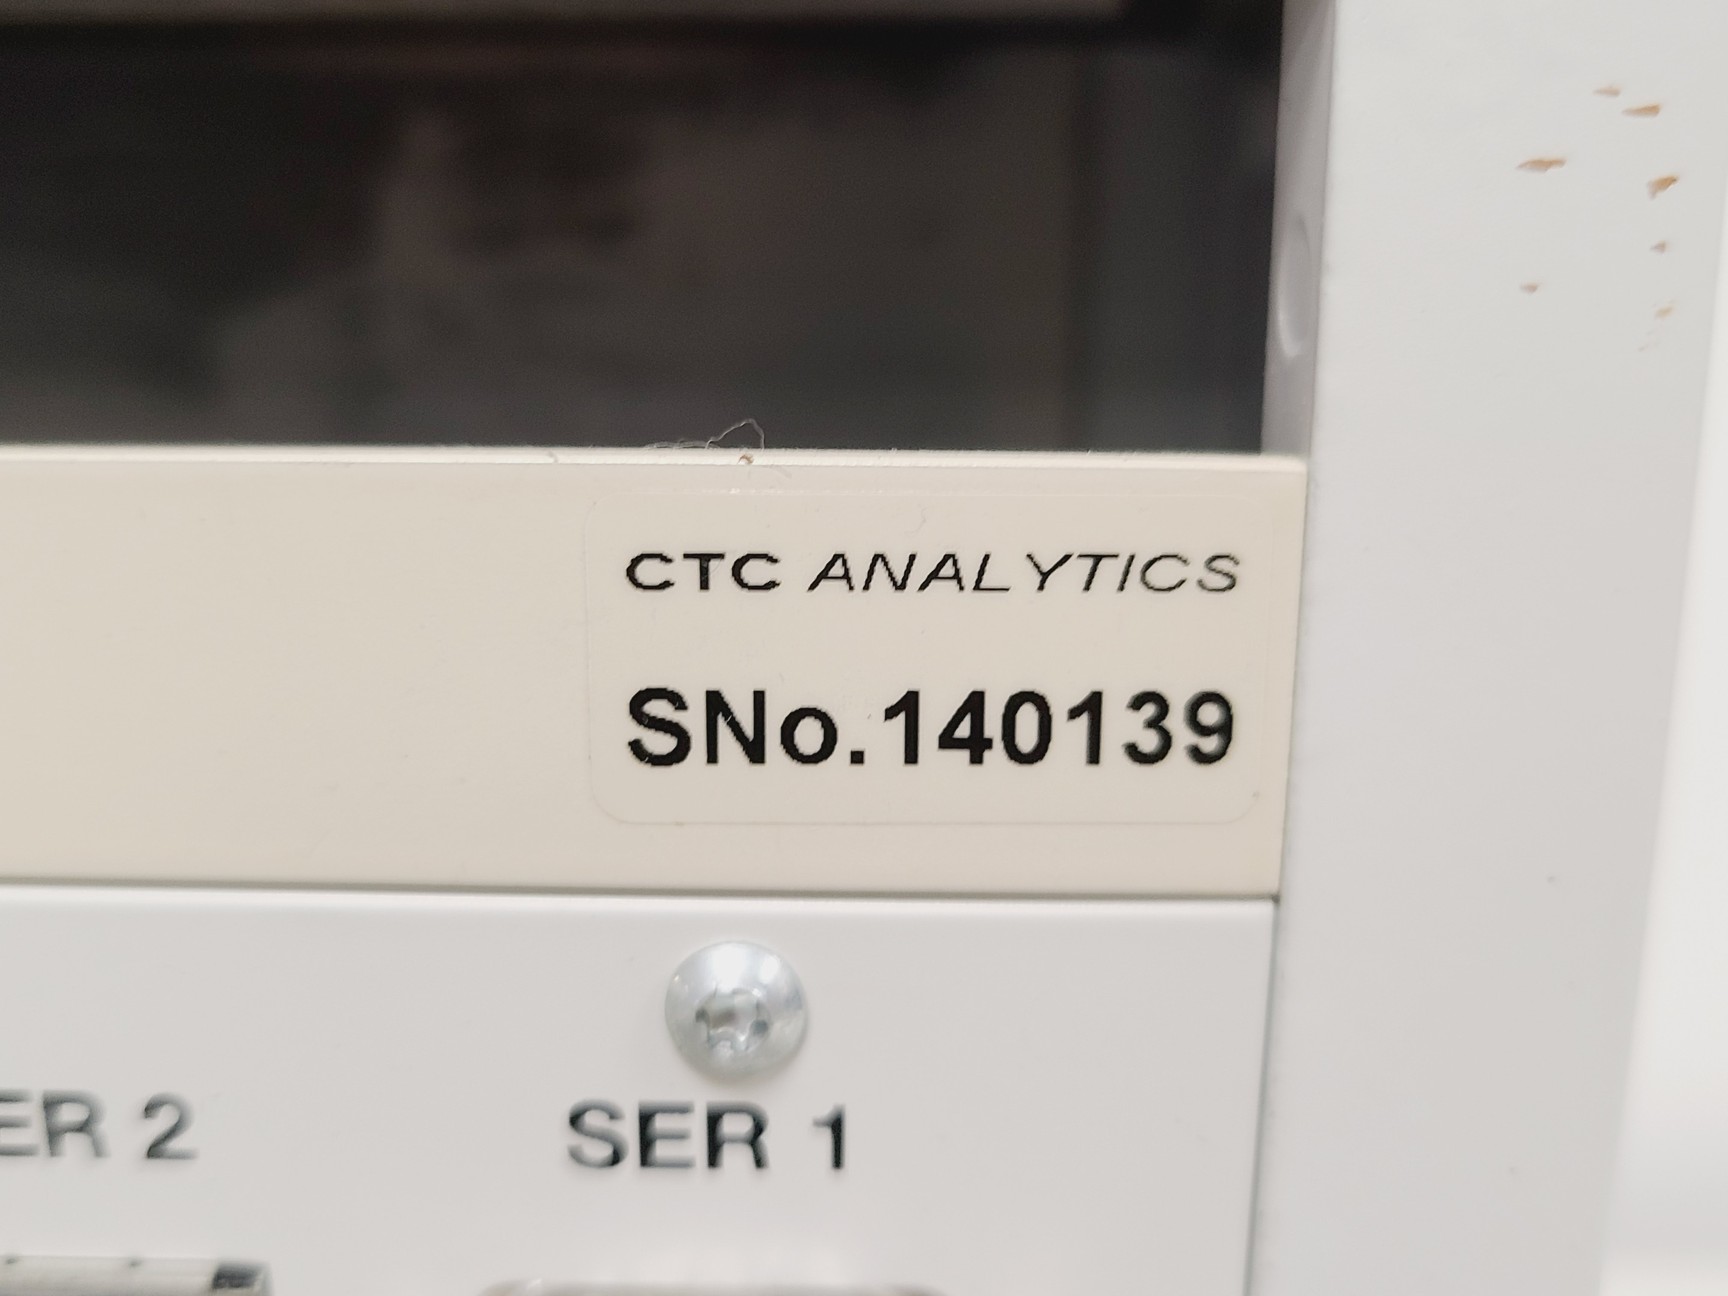 CTC ANALYTICS
SNo.140139
ER 2 SER 1